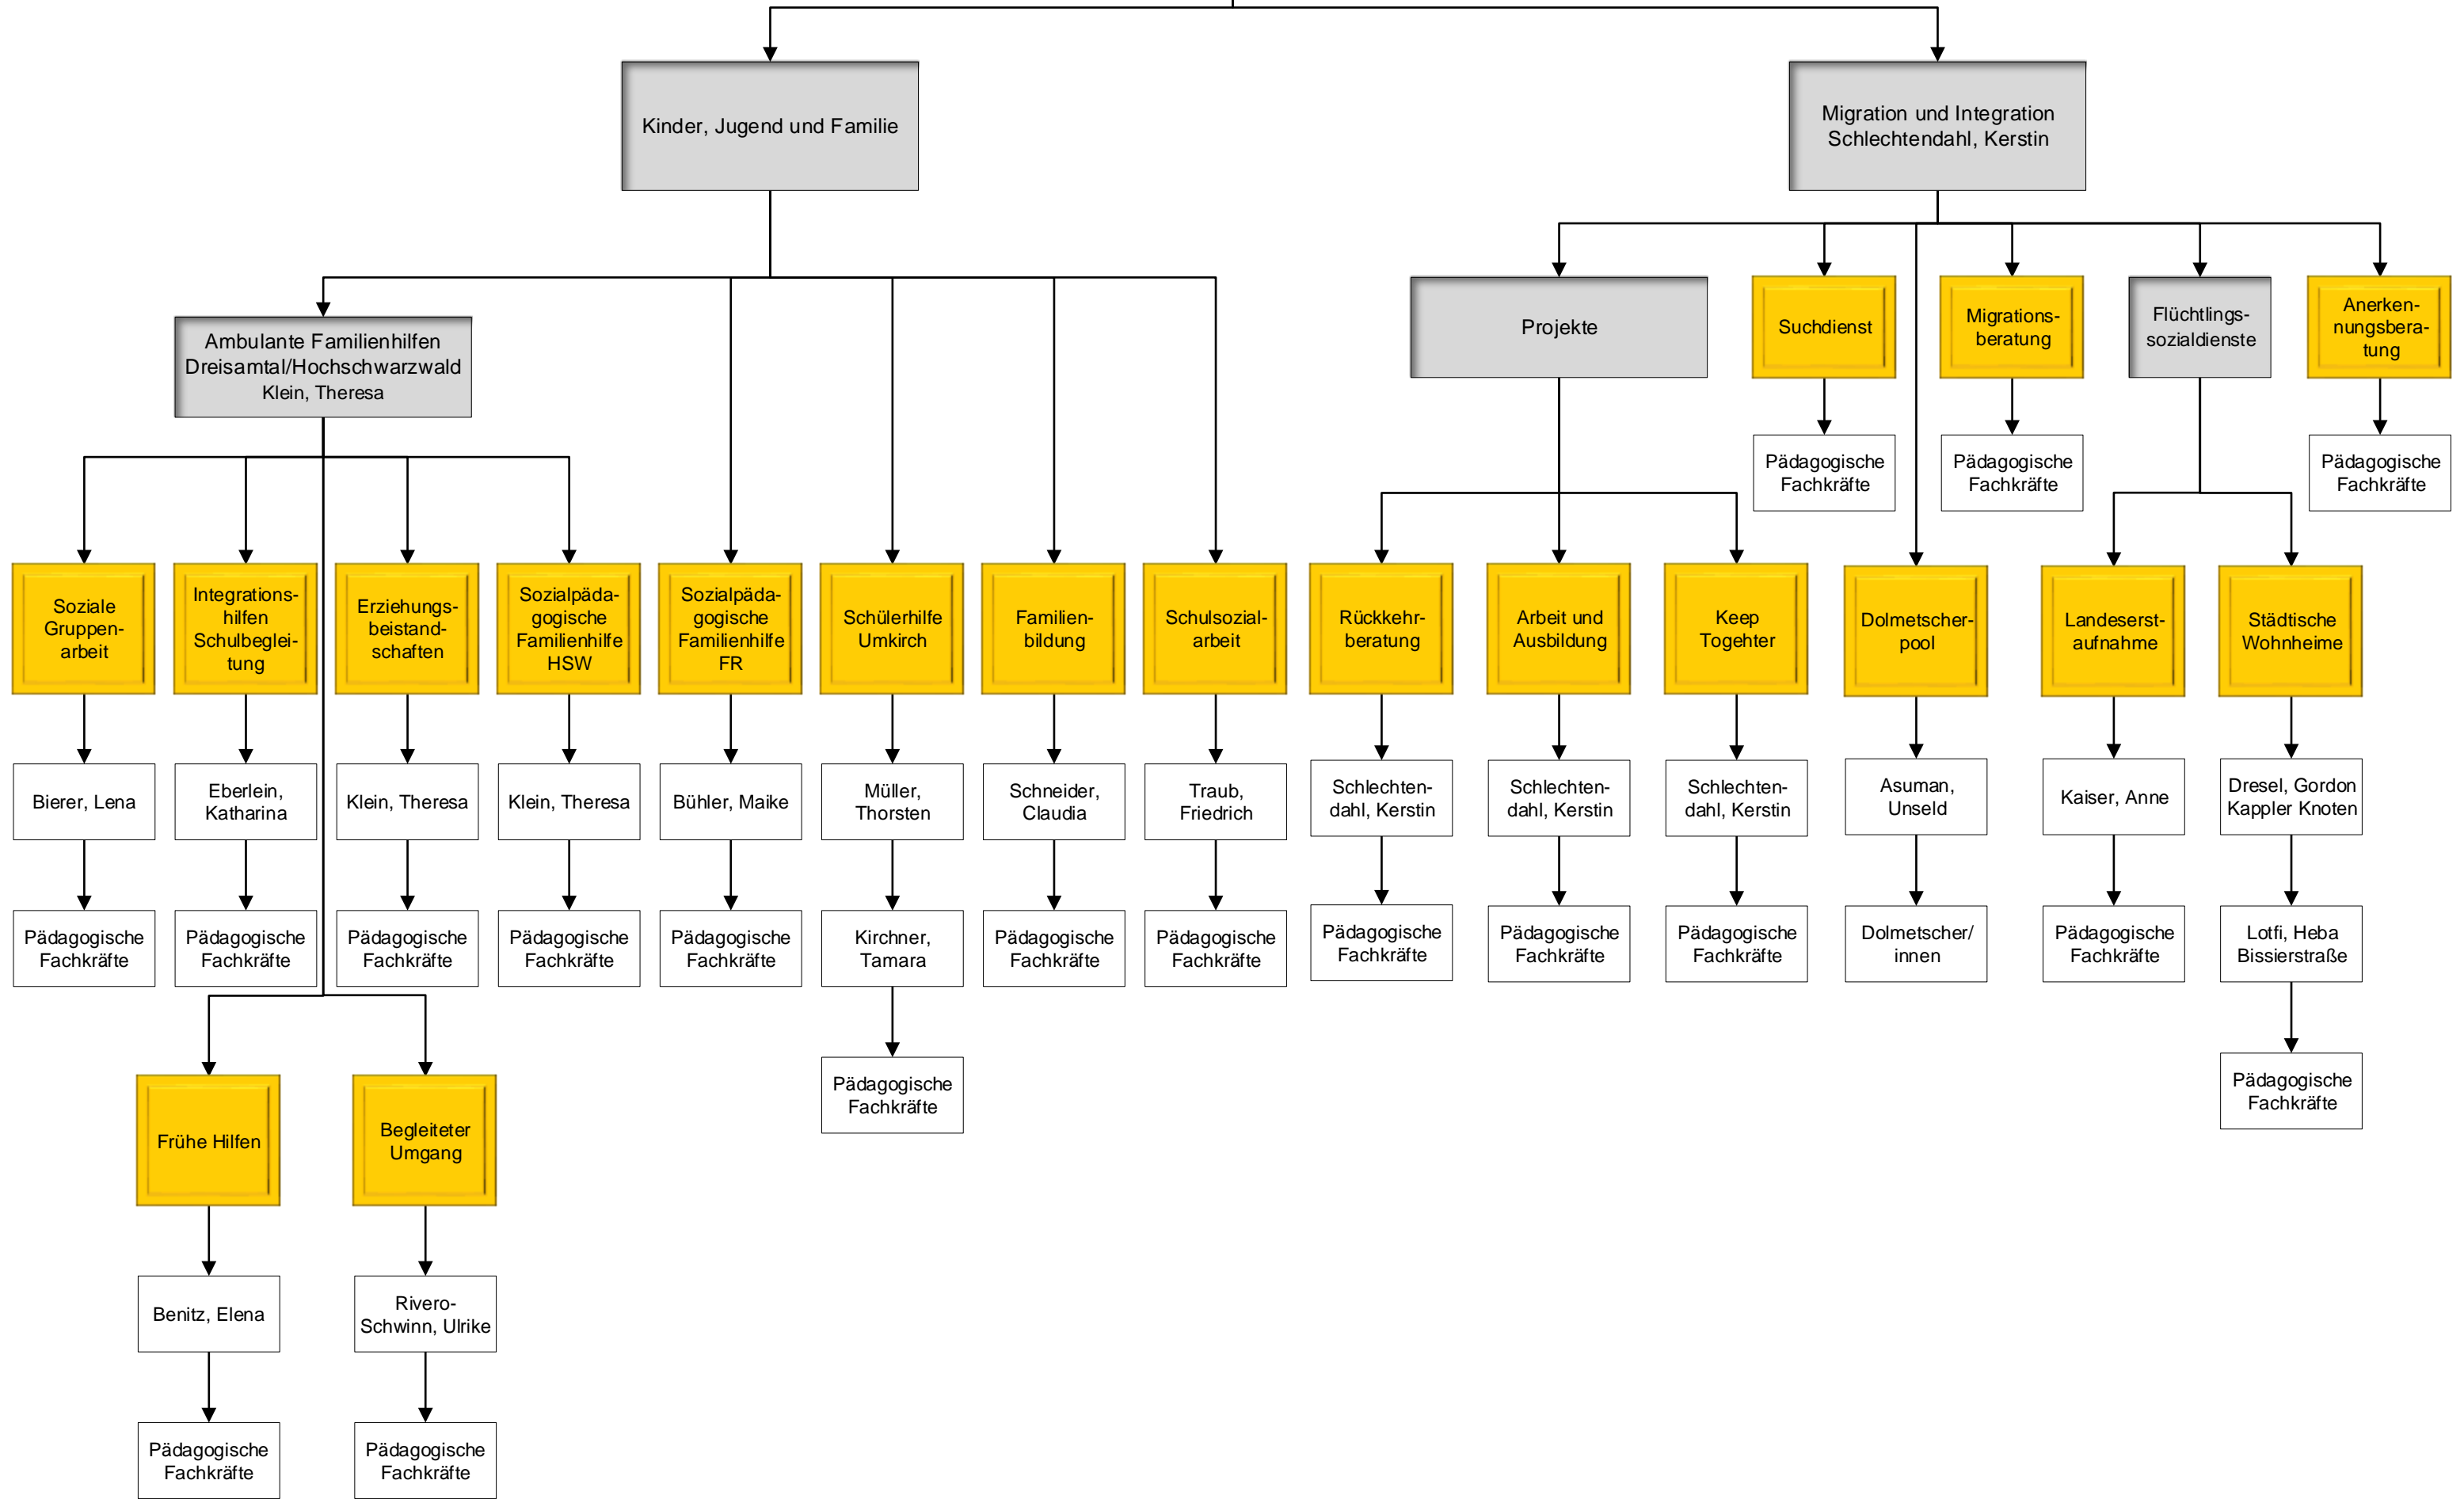 Kinder, Jugend und Familie
Migration und Integration
Schlechtendahl, Kerstin
Ambulante Familienhilfen
Dreisamtal/Hochschwarzwald
Klein, Theresa
Projekte
Suchdienst
Migrations-
beratung
Flüchtlings-
sozialdienste
Anerken-
nungsbera-
tung
Pädagogische
Fachkräfte
Pädagogische
Fachkräfte
Pädagogische
Fachkräfte
Soziale
Gruppen-
arbeit
Integrations-
hilfen
Schulbeglei-
tung
Erziehungs-
beistand-
schaften
Sozialpäda-
gogische
Familienhilfe
HSW
Sozialpäda-
gogische
Familienhilfe
FR
Schülerhilfe
Umkirch
Familien-
bildung
Schulsozial-
arbeit
Rückkehr-
beratung
Arbeit und
Ausbildung
Keep
Togehter
Dolmetscher-
pool
Landeserst-
aufnahme
Städtische
Wohnheime
Bierer, Lena
Eberlein,
Katharina
Klein, Theresa
Klein, Theresa
Bühler, Maike
Müller,
Thorsten
Schneider,
Claudia
Traub,
Friedrich
Schlechten-
dahl, Kerstin
Schlechten-
dahl, Kerstin
Schlechten-
dahl, Kerstin
Asuman,
Unseld
Kaiser, Anne
Dresel, Gordon
Kappler Knoten
Pädagogische
Fachkräfte
Pädagogische
Fachkräfte
Pädagogische
Fachkräfte
Pädagogische
Fachkräfte
Pädagogische
Fachkräfte
Kirchner,
Tamara
Pädagogische
Fachkräfte
Pädagogische
Fachkräfte
Pädagogische
Fachkräfte
Pädagogische
Fachkräfte
Pädagogische
Fachkräfte
Dolmetscher/
innen
Pädagogische
Fachkräfte
Lotfi, Heba
Bissierstraße
Pädagogische
Fachkräfte
Pädagogische
Fachkräfte
Frühe Hilfen
Begleiteter
Umgang
Benitz, Elena
Rivero-
Schwinn, Ulrike
Pädagogische
Fachkräfte
Pädagogische
Fachkräfte